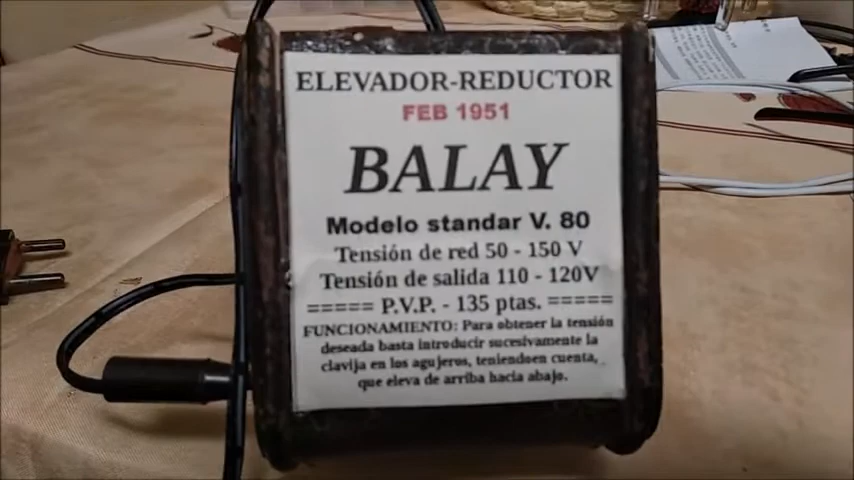 ELEVADOR-REDUCTOR
FEB 1951
BALAY
Modelo standar V. 80
Tensión de red 50 - 150 V
Tensión de salida 110 - 120V
===== P.V.P. - 135 ptas. =====
FUNCIONAMIENTO: Para obtener la tensión
deseada basta introducir sucesivamente la
clavija en los agujeros, teniendoen cuenta,
que eleva de arriba hacia abajo.